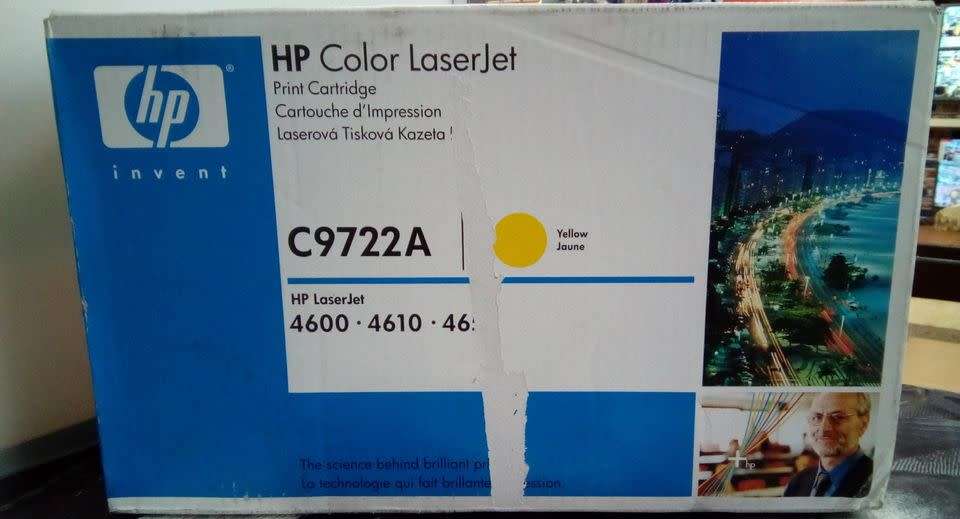 hp®
invent
HP Color LaserJet
Print Cartridge
Cartouche d'Impression
Laserová Tisková Kazeta
C9722A
Yellow
Jaune
HP LaserJet
4600 · 4610 ·
The science behind brilliant
La technologie qui fait brillante
+hp